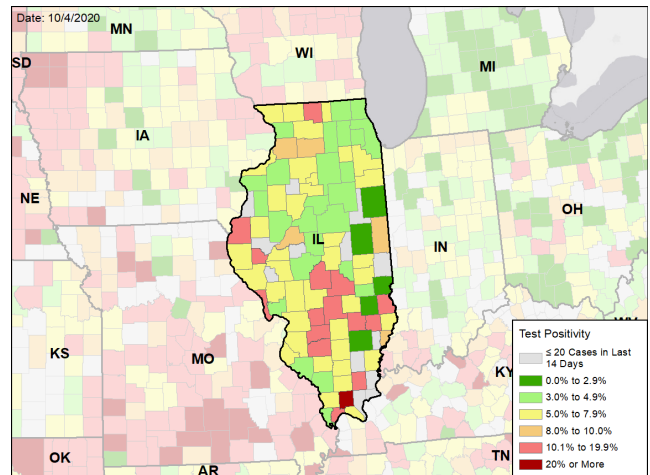 Date: 10/4/2020
MN
SD
WI
MI
IA
NE
IL
IN
OH
KS
MO
KY
WV
OK
AR
TN
Test Positivity
≤ 20 Cases in Last
14 Days
0.0% to 2.9%
3.0% to 4.9%
5.0% to 7.9%
8.0% to 10.0%
10.1% to 19.9%
20% or More